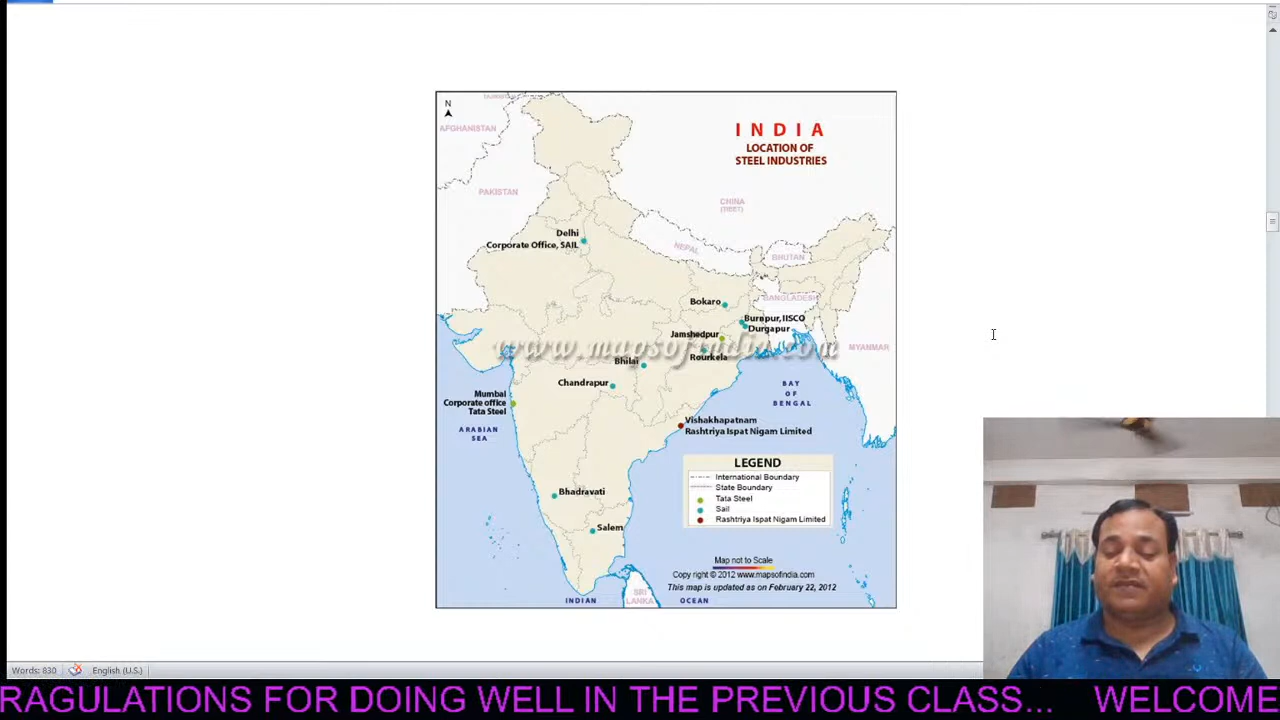 N
AFGHANISTAN
INDIA
LOCATION OF
STEEL INDUSTRIES
PAKISTAN
CHINA
(TIBET)
Delhi
Corporate Office, SAIL
NEPAL
BHUTAN
Bokaro
BANGLADESH
Burnpur, IISCO
Durgapur
Jamshedpur
www.mapsofindia.com
MYANMAR
Rourkela
Bhilai
Chandrapur
BAY
OF
BENGAL
Mumbai
Corporate office
Tata Steel
ARABIAN
SEA
Vishakhapatnam
Rashtriya Ispat Nigam Limited
LEGEND
International Boundary
State Boundary
Tata Steel
Sail
Rashtriya Ispat Nigam Limited
Bhadravati
Salem
Map not to Scale
Copy right © 2012 www.mapsofindia.com
This map is updated as on February 22, 2012
SRI
LANKA
INDIAN OCEAN
Words: 830 English (U.S.)
RAGULATIONS FOR DOING WELL IN THE PREVIOUS CLASS... WELCOME